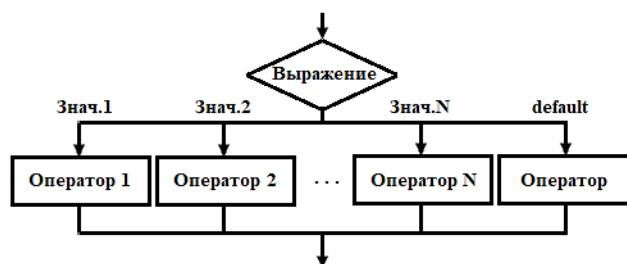 Выражение
Знач.1 Знач.2 Знач.N default
Оператор 1 Оператор 2 ... Оператор N Оператор